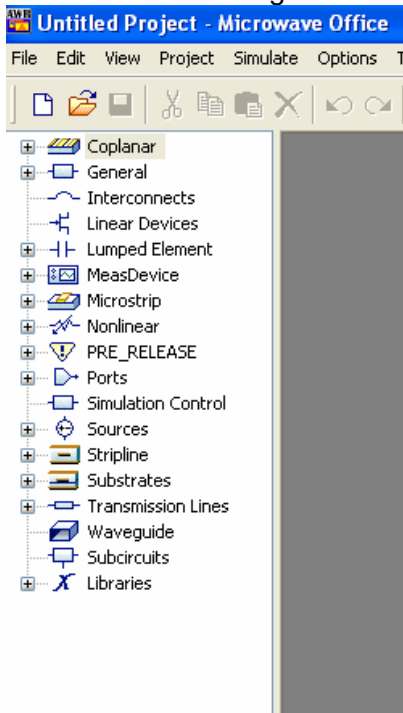 Untitled Project - Microwave Office
File Edit View Project Simulate Options
Coplanar
General
Interconnects
Linear Devices
Lumped Element
MeasDevice
Microstrip
Nonlinear
PRE_RELEASE
Ports
Simulation Control
Sources
Stripline
Substrates
Transmission Lines
Waveguide
Subcircuits
Libraries